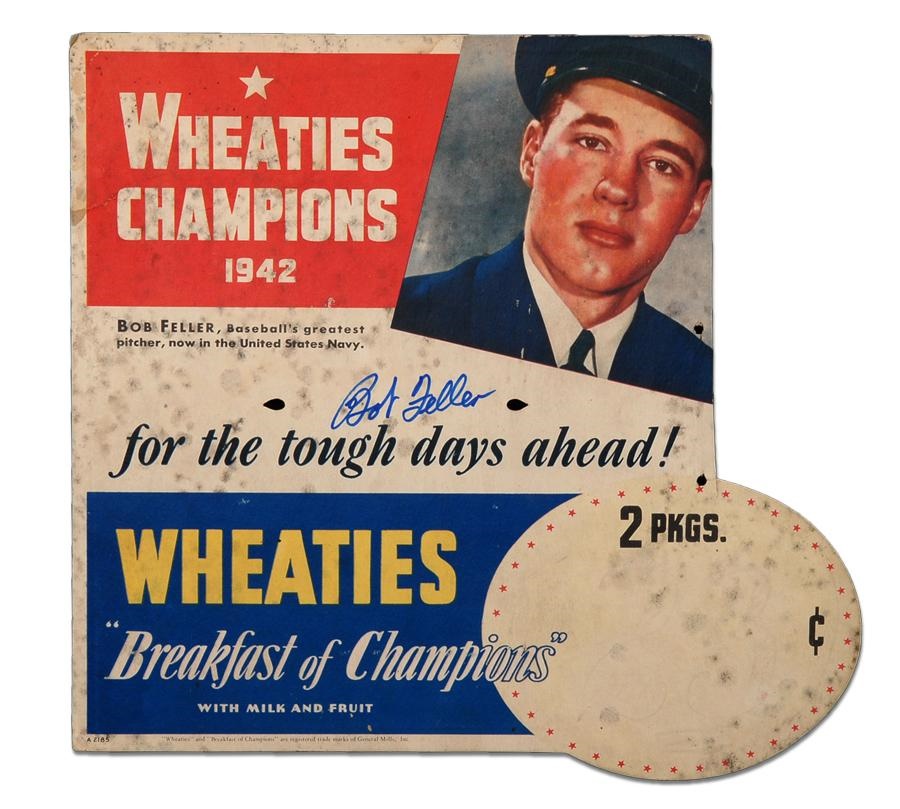 WHEATIES
CHAMPIONS
1942
BOB FELLER, Baseball's greatest
pitcher, now in the United States Navy.
Bob Feller
for the tough days ahead!
WHEATIES
"Breakfast of Champions"
WITH MILK AND FRUIT
2 PKGS.
¢
A2185
"Wheaties" and "Breakfast of Champions" are registered trade marks of General Mills, Inc.